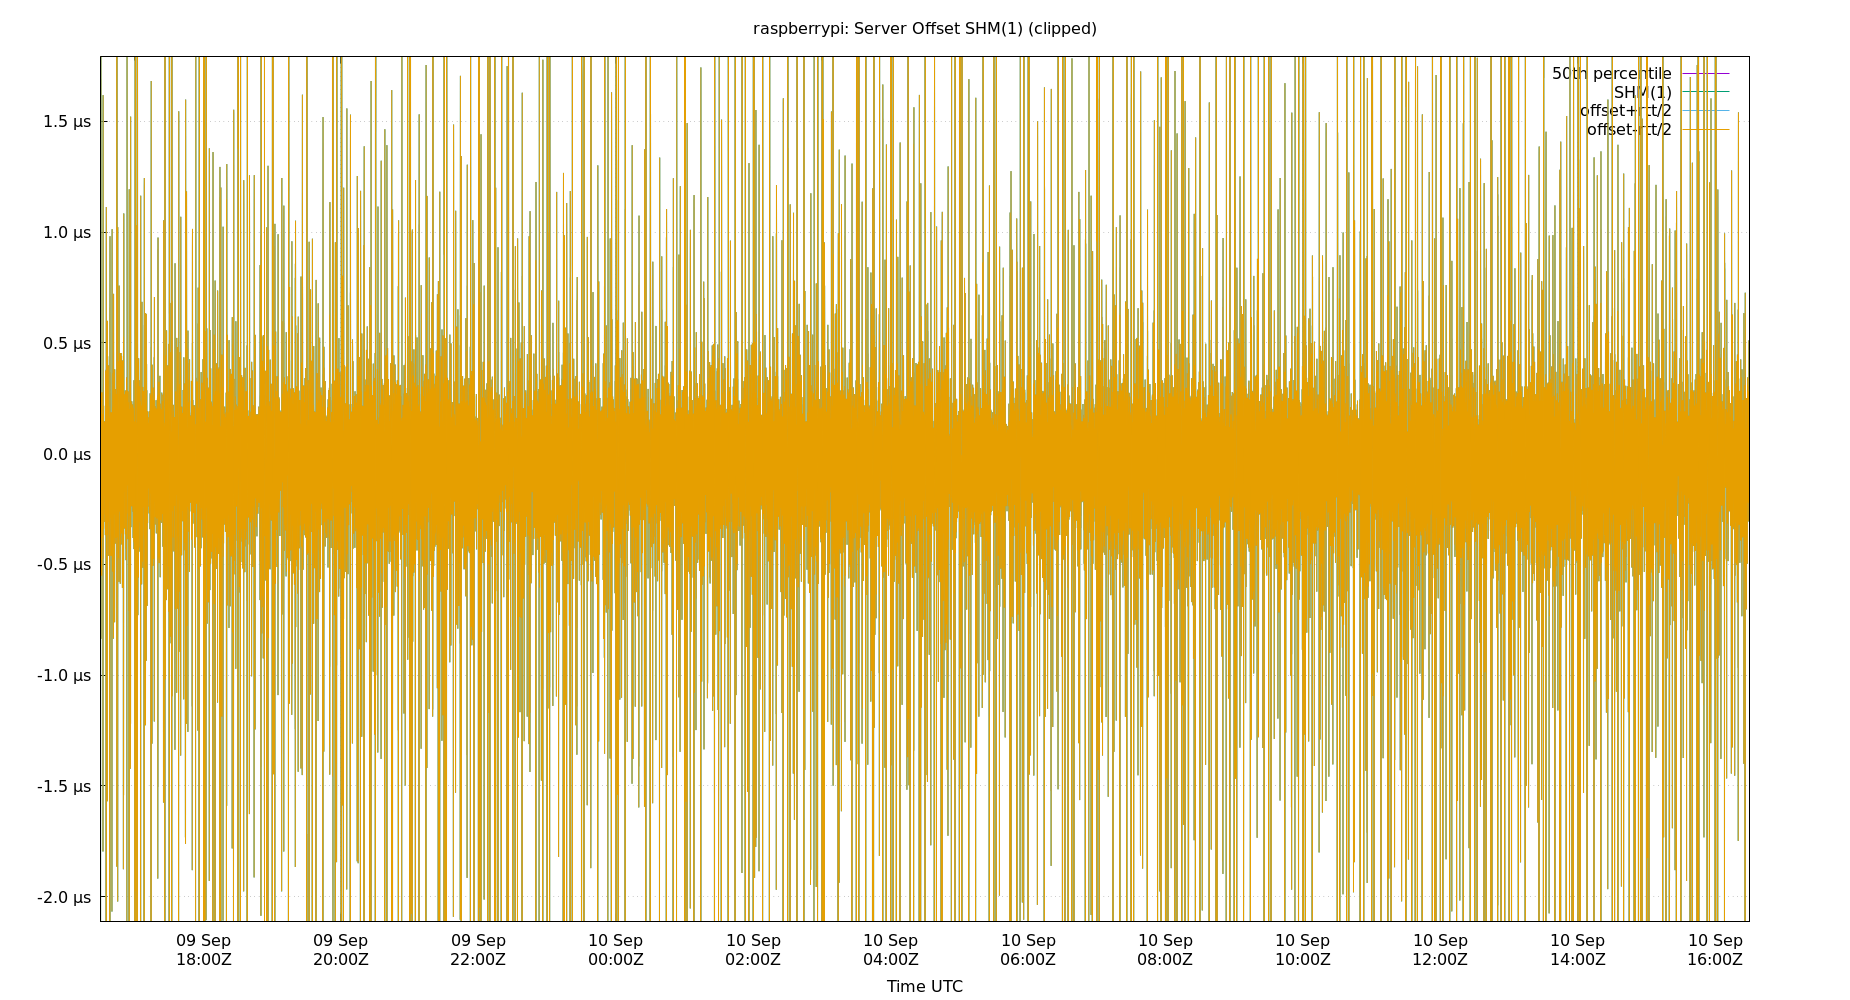 raspberrypi: Server Offset SHM(1) (clipped)
50th percentile
SHM(1)
offset+rtt/2
offset-rtt/2
1.5 µs
1.0 µs
0.5 µs
0.0 µs
-0.5 µs
-1.0 µs
-1.5 µs
-2.0 µs
09 Sep 09 Sep 09 Sep 10 Sep 10 Sep 10 Sep 10 Sep 10 Sep 10 Sep 10 Sep 10 Sep 10 Sep
18:00Z 20:00Z 22:00Z 00:00Z 02:00Z 04:00Z 06:00Z 08:00Z 10:00Z 12:00Z 14:00Z 16:00Z
Time UTC